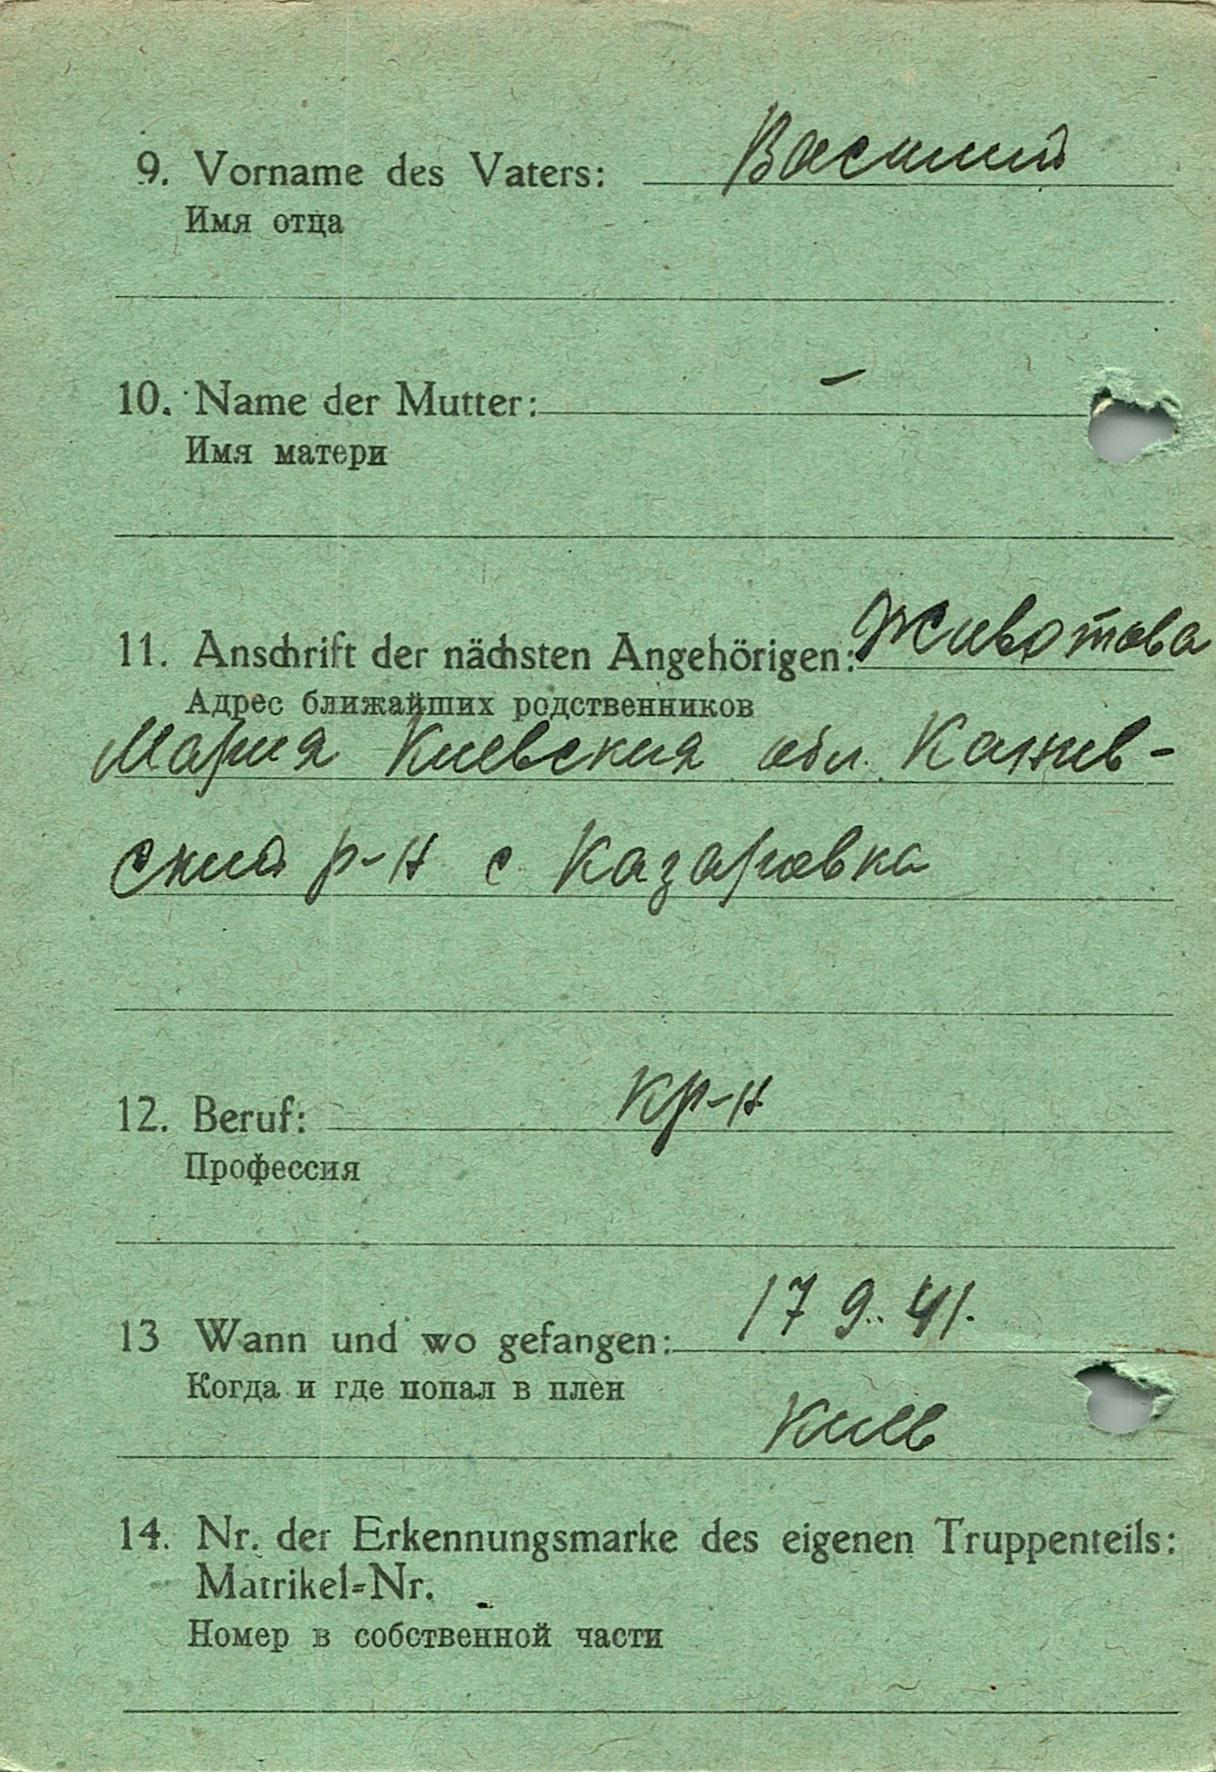 9. Vorname des Vaters: Василий
Имя отца
10. Name der Mutter: –
Имя матери
11. Anschrift der nächsten Angehörigen: Животова
Адрес ближайших родственников
Мария Киевския обл. Канив-
ский р-н с Казаровка
12. Beruf: кр-н
Профессия
13 Wann und wo gefangen: 17 9. 41.
Когда и где попал в плен
Киев
14. Nr. der Erkennungsmarke des eigenen Truppenteils:
Matrikel=Nr. -
Номер в собственной части